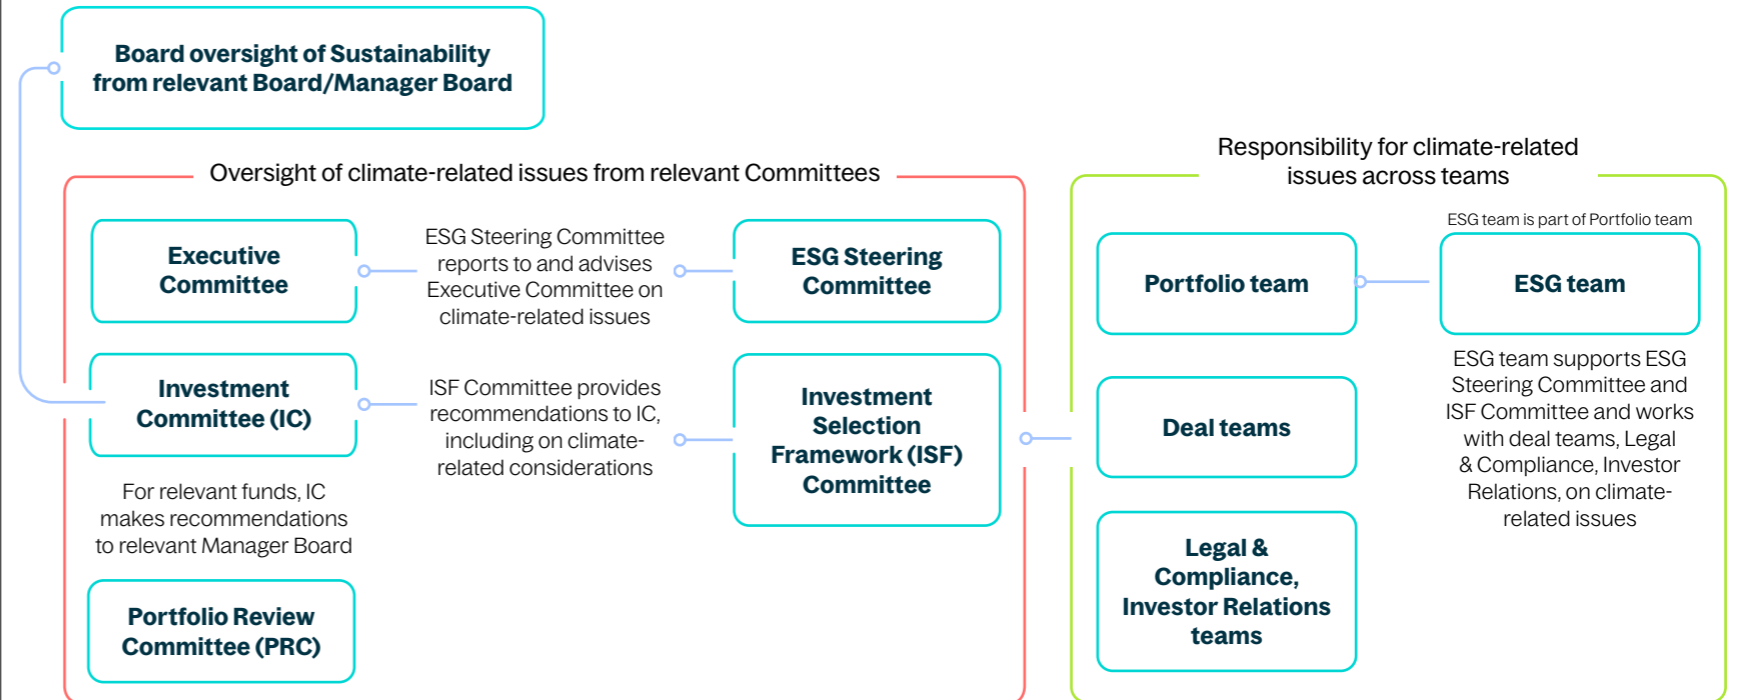 Board oversight of Sustainability
from relevant Board/Manager Board
Oversight of climate-related issues from relevant Committees
Executive
Committee
ESG Steering Committee
reports to and advises
Executive Committee on
climate-related issues
ESG Steering
Committee
Investment
Committee (IC)
ISF Committee provides
recommendations to IC,
including on climate-
related considerations
Investment
Selection
Framework (ISF)
Committee
For relevant funds, IC
makes recommendations
to relevant Manager Board
Portfolio Review
Committee (PRC)
Responsibility for climate-related
issues across teams
Portfolio team
ESG team is part of Portfolio team
ESG team
ESG team supports ESG
Steering Committee and
ISF Committee and works
with deal teams, Legal
& Compliance, Investor
Relations, on climate-
related issues
Deal teams
Legal &
Compliance,
Investor Relations
teams